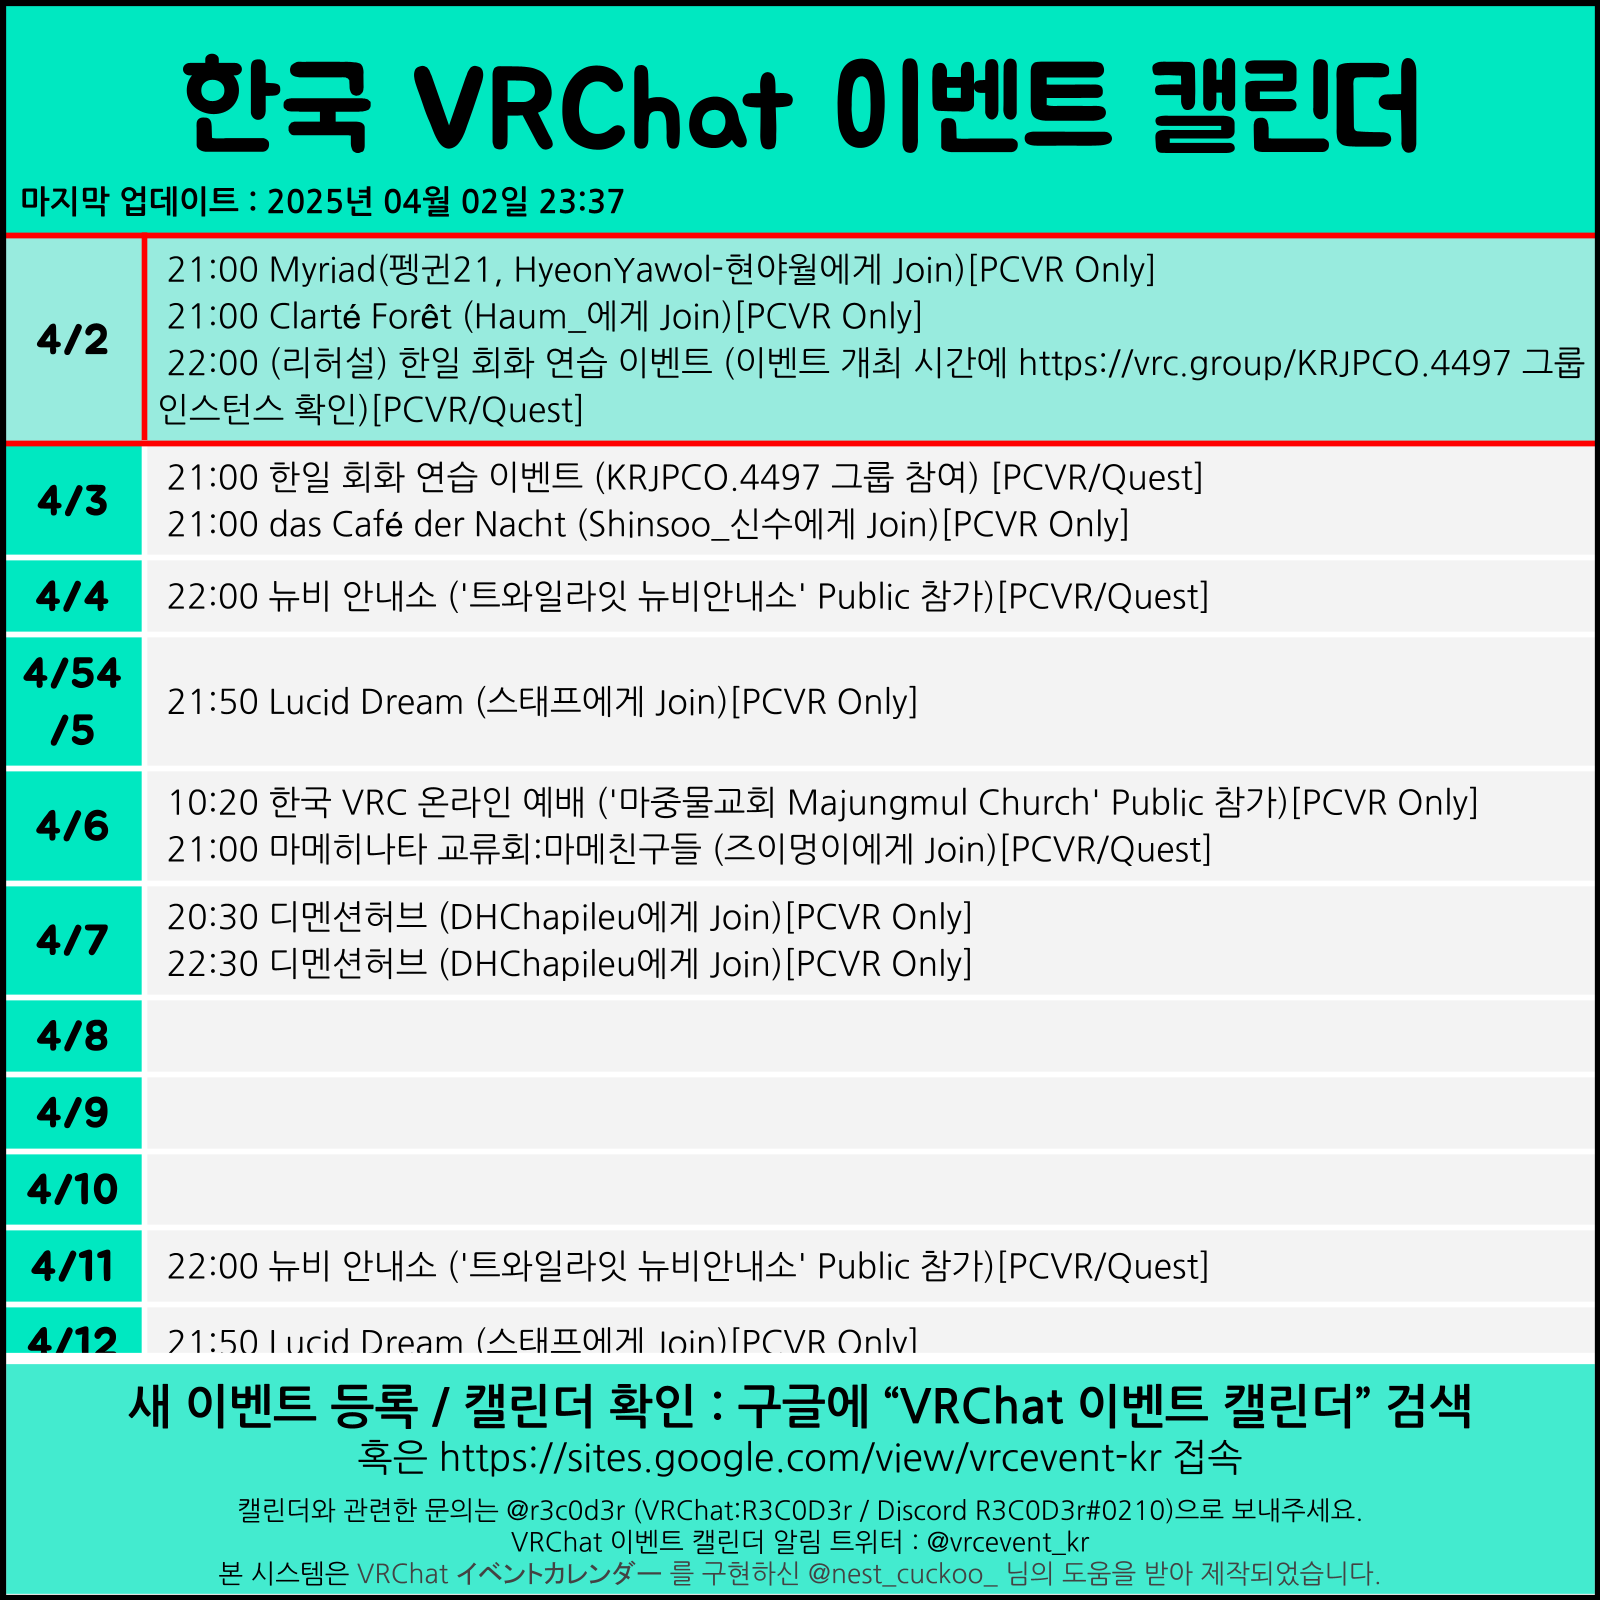 한국 VRChat 이벤트 캘린더
마지막 업데이트 : 2025년 04월 02일 23:37
4/2
21:00 Myriad(펭귄21, HyeonYawol-현야월에게 Join)[PCVR Only]
21:00 Clarté Forêt (Haum_에게 Join)[PCVR Only]
22:00 (리허설) 한일 회화 연습 이벤트 (이벤트 개최 시간에 https://vrc.group/KRJPCO.4497 그룹
인스턴스 확인)[PCVR/Quest]
4/3
21:00 한일 회화 연습 이벤트 (KRJPCO.4497 그룹 참여) [PCVR/Quest]
21:00 das Café der Nacht (Shinsoo_신수에게 Join)[PCVR Only]
4/4
22:00 뉴비 안내소 ('트와일라잇 뉴비안내소' Public 참가)[PCVR/Quest]
4/54
/5
21:50 Lucid Dream (스태프에게 Join)[PCVR Only]
4/6
10:20 한국 VRC 온라인 예배 ('마중물교회 Majungmul Church' Public 참가)[PCVR Only]
21:00 마메히나타 교류회:마메친구들 (즈이멍이에게 Join)[PCVR/Quest]
4/7
20:30 디멘션허브 (DHChapileu에게 Join)[PCVR Only]
22:30 디멘션허브 (DHChapileu에게 Join)[PCVR Only]
4/8
4/9
4/10
4/11
22:00 뉴비 안내소 ('트와일라잇 뉴비안내소' Public 참가)[PCVR/Quest]
4/12
21:50 Lucid Dream (스태프에게 Join)[PCVR Only]
새 이벤트 등록 / 캘린더 확인 : 구글에 “VRChat 이벤트 캘린더” 검색
혹은 https://sites.google.com/view/vrcevent-kr 접속
캘린더와 관련한 문의는 @r3c0d3r (VRChat:R3C0D3r / Discord R3C0D3r#0210)으로 보내주세요.
VRChat 이벤트 캘린더 알림 트위터 : @vrcevent_kr
본 시스템은 VRChat イベントカレンダー 를 구현하신 @nest_cuckoo_ 님의 도움을 받아 제작되었습니다.